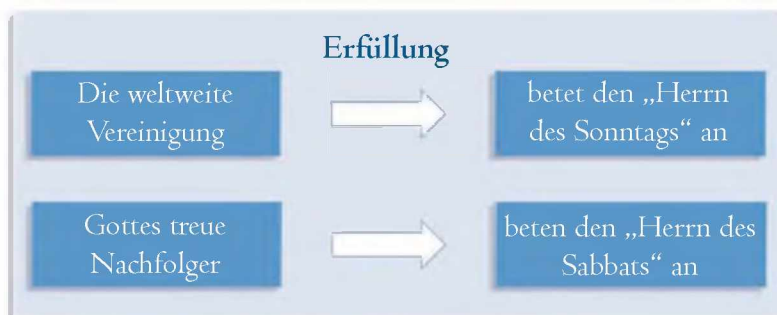 Erfüllung
Die weltweite
Vereinigung
betet den „Herrn
des Sonntags“ an
Gottes treue
Nachfolger
beten den „Herrn des
Sabbats“ an